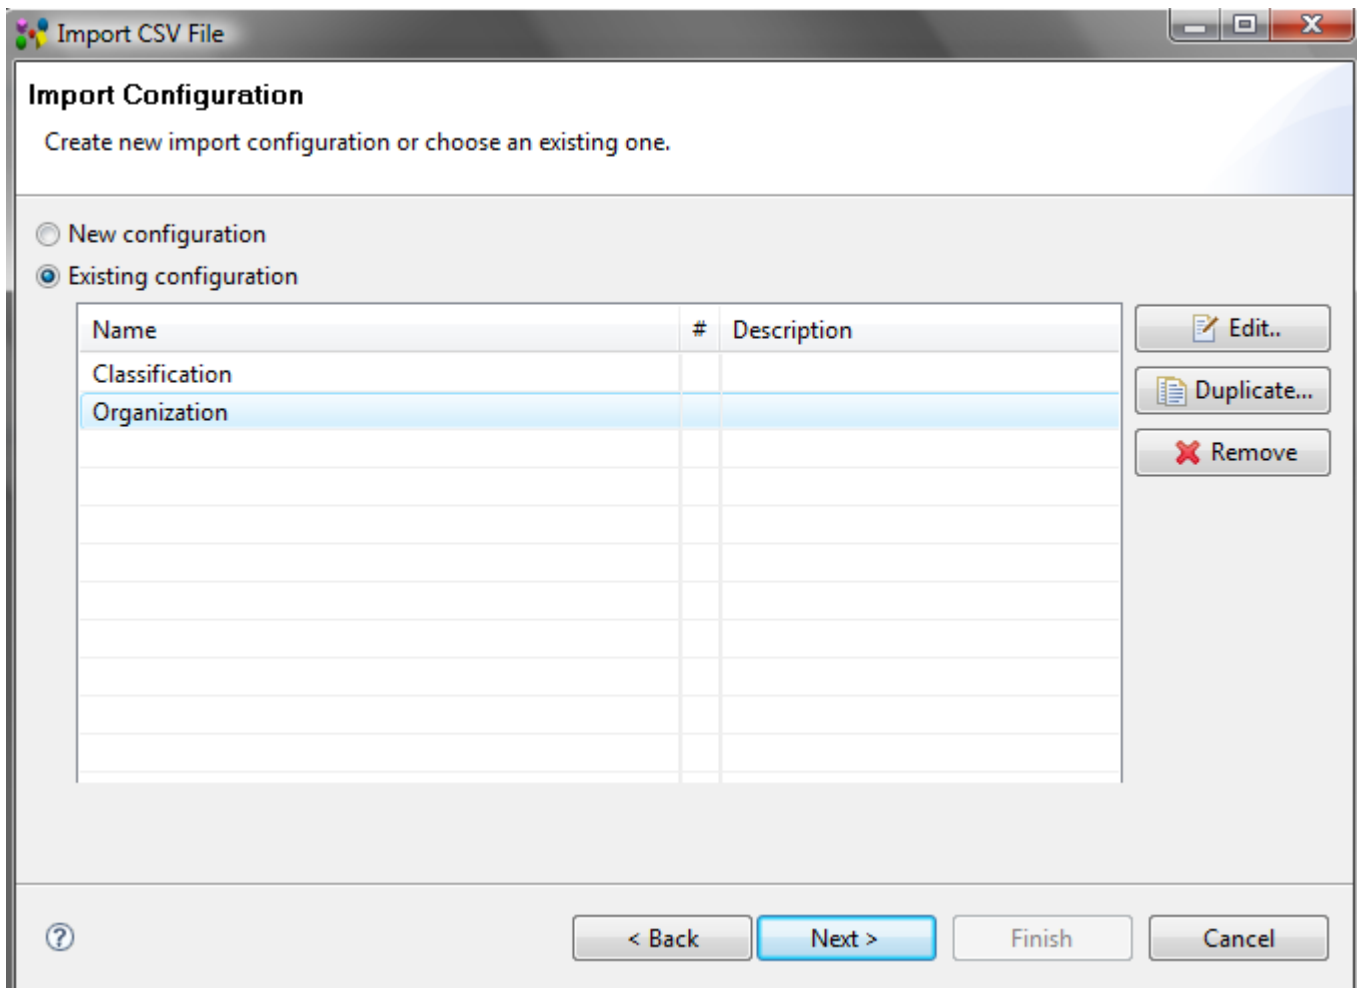 Import CSV File
Import Configuration
Create new import configuration or choose an existing one.
New configuration
Existing configuration
Name # Description
Classification
Organization
Edit..
Duplicate...
Remove
?
< Back Next > Finish Cancel